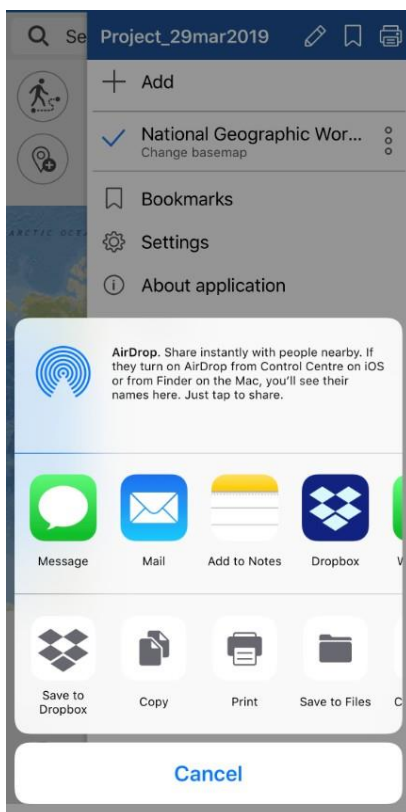 Se
Project_29mar2019
Add
National Geographic Wor...
Change basemap
Bookmarks
ARCTIC OCE
Settings
About application
AirDrop. Share instantly with people nearby. If
they turn on AirDrop from Control Centre on iOS
or from Finder on the Mac, you'll see their
names here. Just tap to share.
Message
Mail
Add to Notes
Dropbox
Save to
Dropbox
Copy
Print
Save to Files
C
Cancel